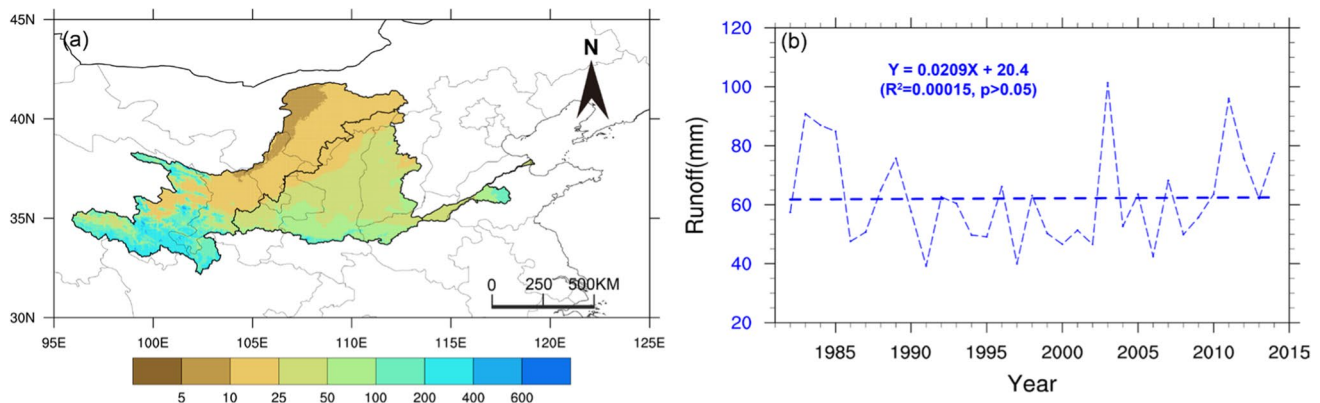 (a)
N
45N
40N
35N
30N
95E 100E 105E 110E 115E 120E 125E
0 250 500KM
5 10 25 50 100 200 400 600
(b)
Y = 0.0209X + 20.4
(R²=0.00015, p>0.05)
Runoff(mm)
120
100
80
60
40
20
1985 1990 1995 2000 2005 2010 2015
Year